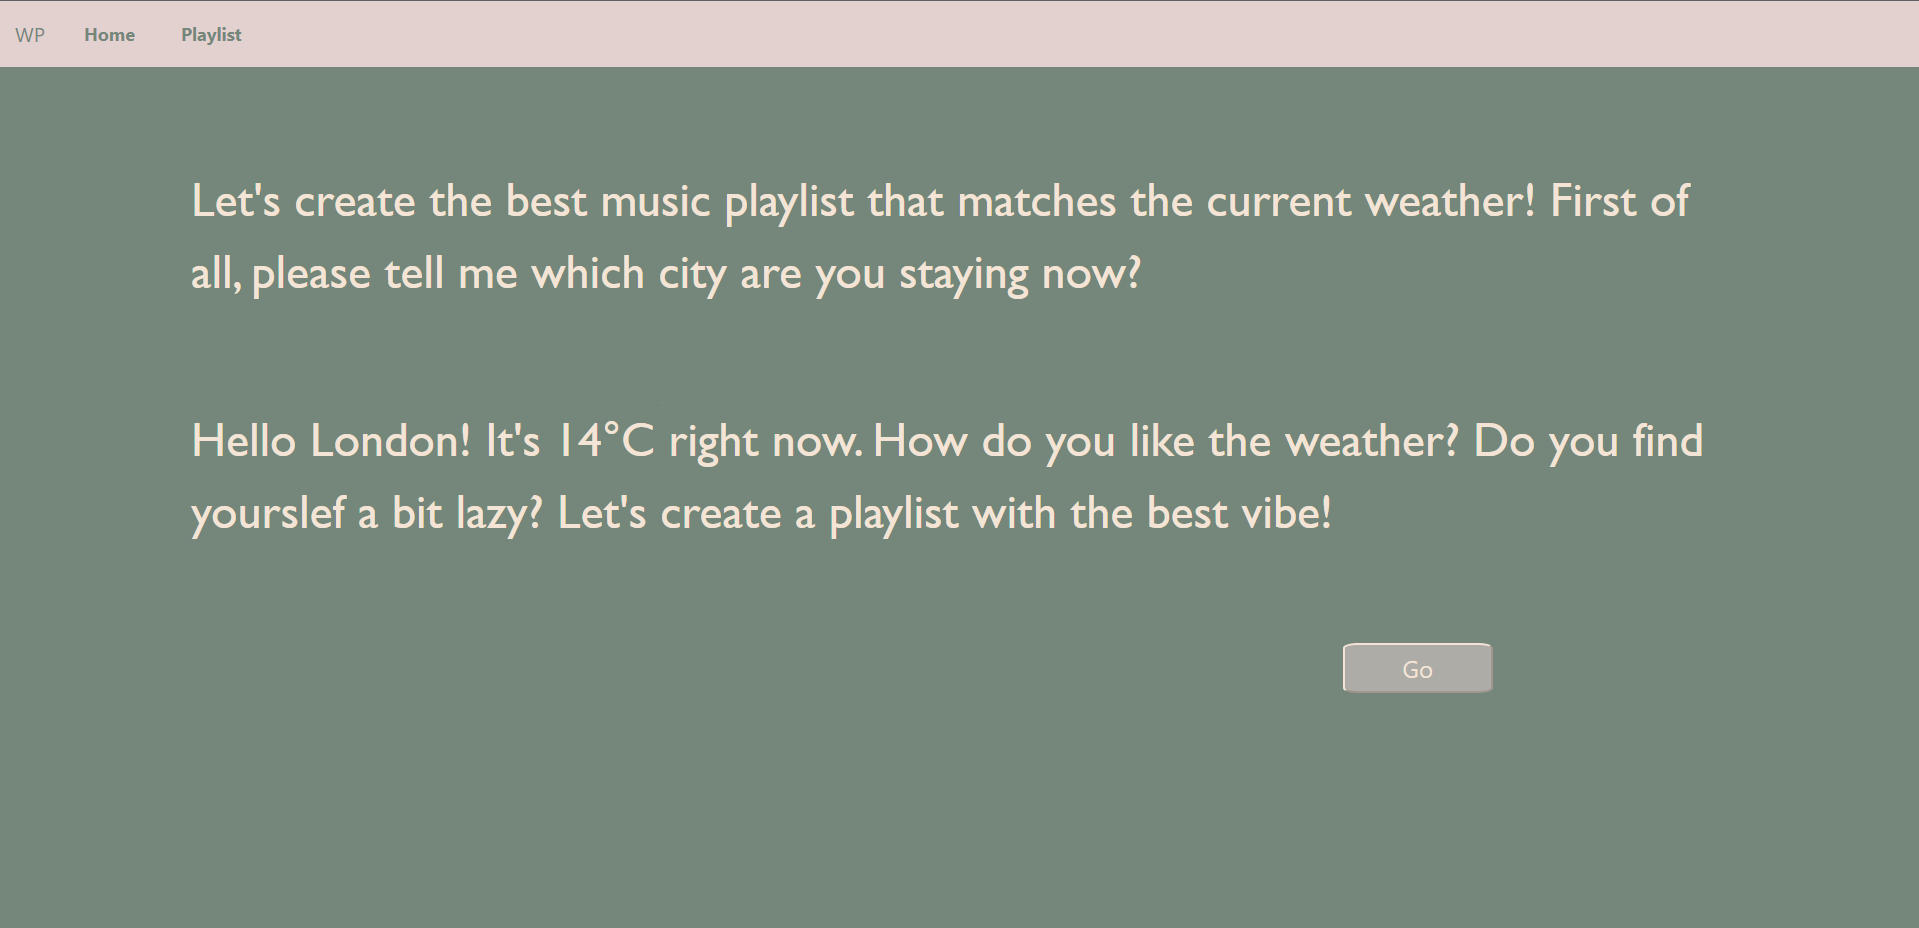 WP Home Playlist
Let's create the best music playlist that matches the current weather! First of
all, please tell me which city are you staying now?
Hello London! It's 14°C right now. How do you like the weather? Do you find
yourslef a bit lazy? Let's create a playlist with the best vibe!
Go